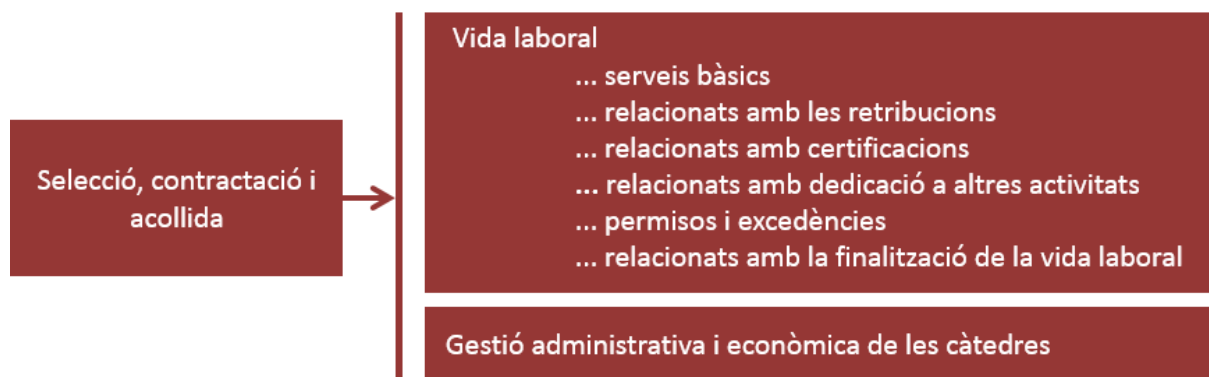 Selecció, contractació i
acollida
Vida laboral
... serveis bàsics
... relacionats amb les retribucions
... relacionats amb certificacions
... relacionats amb dedicació a altres activitats
... permisos i excedències
... relacionats amb la finalització de la vida laboral
Gestió administrativa i econòmica de les càtedres